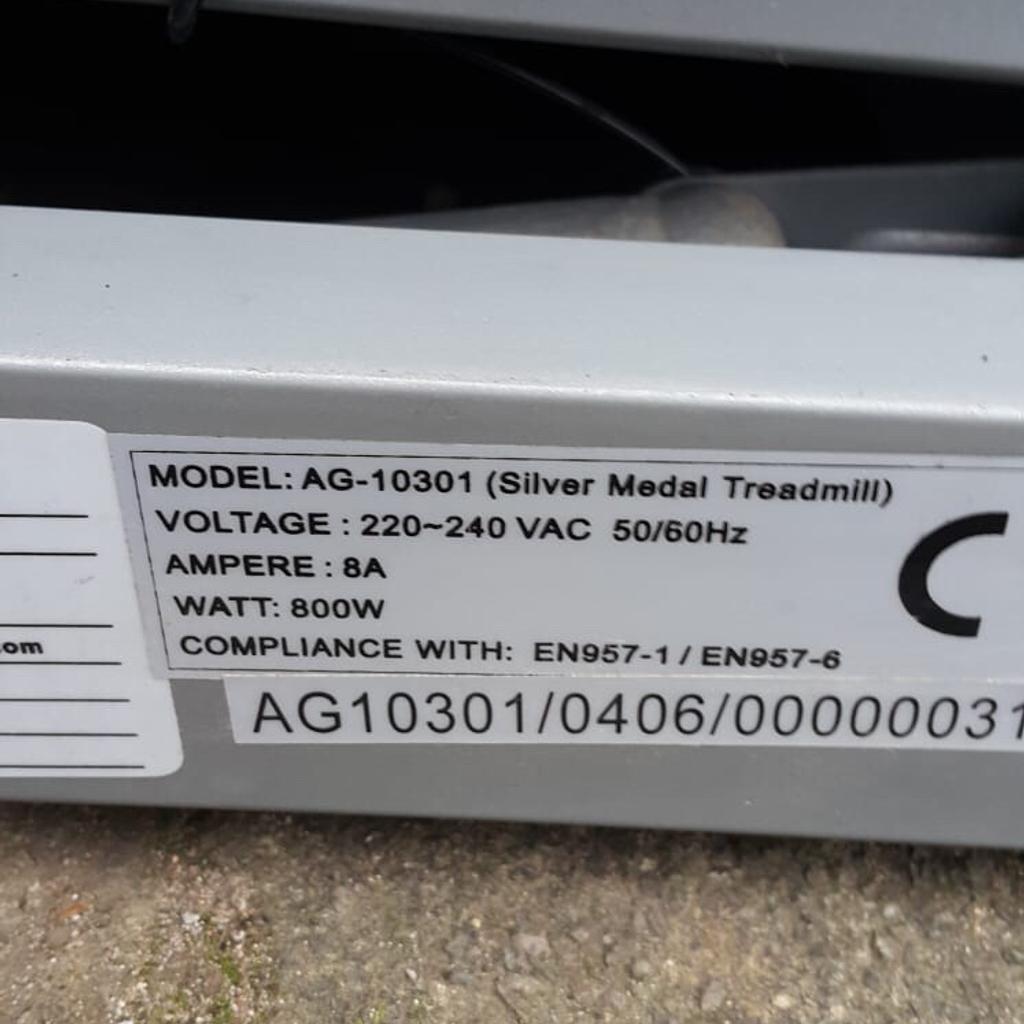 MODEL: AG-10301 (Silver Medal Treadmill)
VOLTAGE : 220~240 VAC 50/60Hz
AMPERE : 8A
WATT: 800W
COMPLIANCE WITH: EN957-1 / EN957-6
C
.com
AG10301/0406/00000031